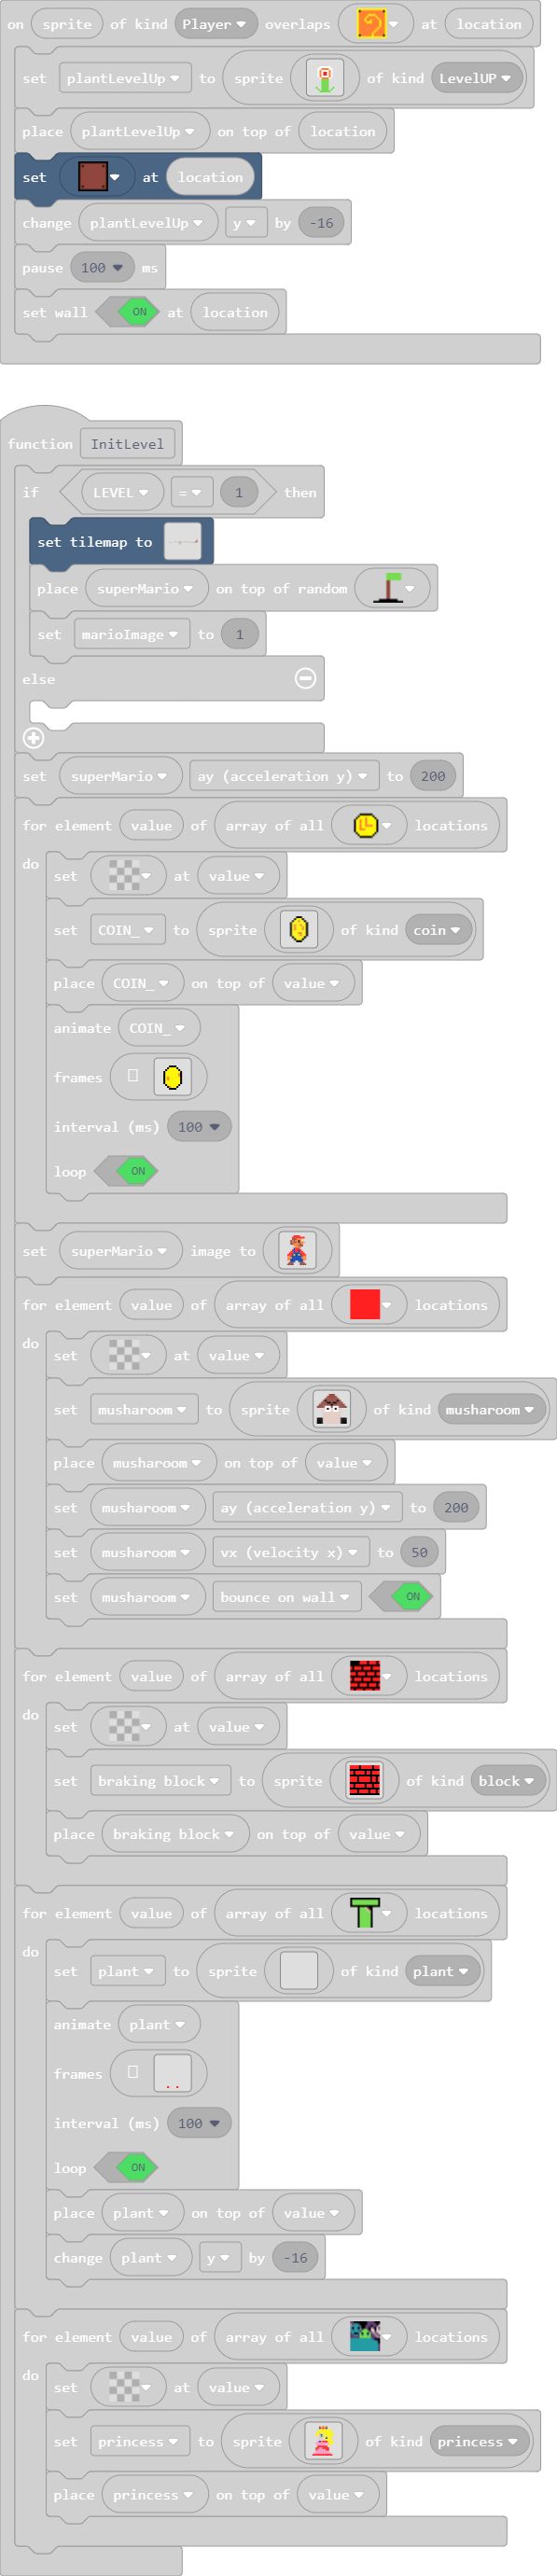 on sprite of kind Player overlaps at location
set plantLevelUp to sprite of kind LevelUP
place plantLevelUp on top of location
set at location
change plantLevelUp y by -16
pause 100 ms
set wall ON at location
function InitLevel
if LEVEL = 1 then
set tilemap to
place superMario on top of random
set marioImage to 1
else
set superMario ay (acceleration y) to 200
for element value of array of all locations
do
set at value
set COIN_ to sprite of kind coin
place COIN_ on top of value
animate COIN_
frames
interval (ms) 100
loop ON
set superMario image to
for element value of array of all locations
do
set at value
set musharoom to sprite of kind musharoom
place musharoom on top of value
set musharoom ay (acceleration y) to 200
set musharoom vx (velocity x) to 50
set musharoom bounce on wall ON
for element value of array of all locations
do
set at value
set braking block to sprite of kind block
place braking block on top of value
for element value of array of all locations
do
set plant to sprite of kind plant
animate plant
frames
interval (ms) 100
loop ON
place plant on top of value
change plant y by -16
for element value of array of all locations
do
set at value
set princess to sprite of kind princess
place princess on top of value